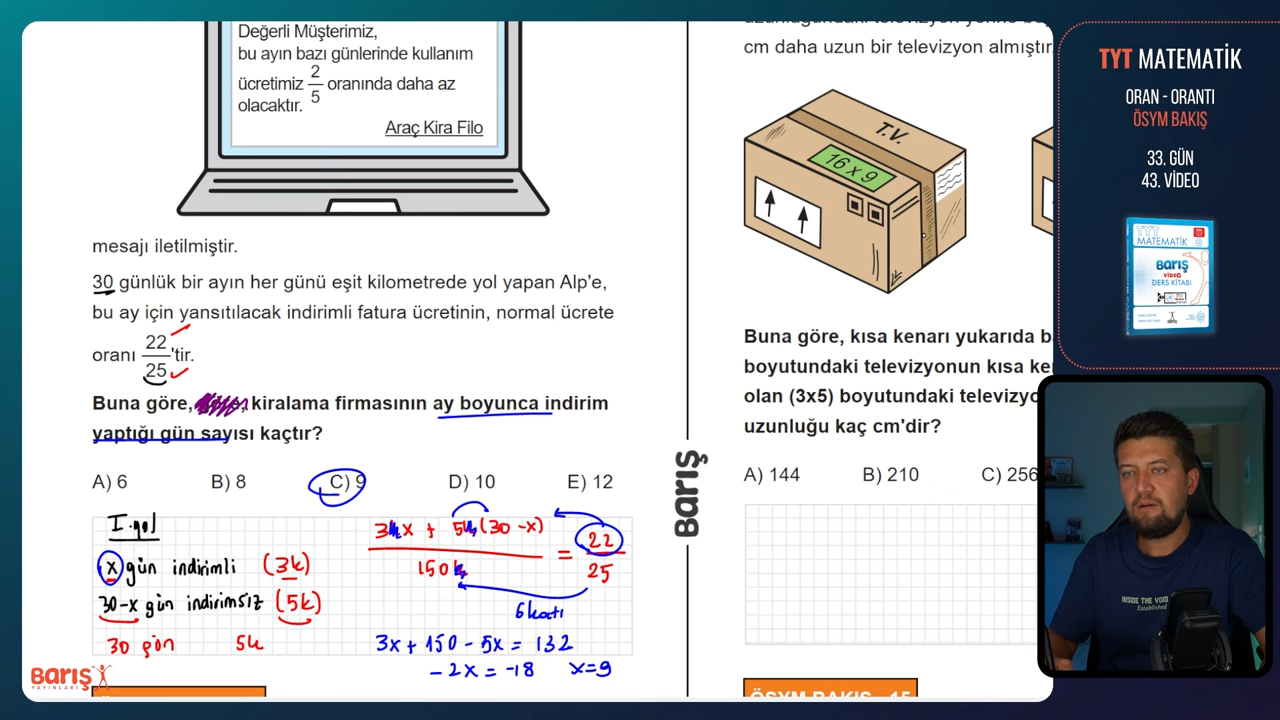 Değerli Müşterimiz,
bu ayın bazı günlerinde kullanım
ücretimiz 2/5 oranında daha az
olacaktır.
Araç Kira Filo
mesajı iletilmiştir.
30 günlük bir ayın her günü eşit kilometrede yol yapan Alp'e,
bu ay için yansıtılacak indirimli fatura ücretinin, normal ücrete
oranı 22/25'tir.
Buna göre, kiralama firmasının ay boyunca indirim
yaptığı gün sayısı kaçtır?
A) 6 B) 8 C) 9 D) 10 E) 12
I. yol
x gün indirimli (3k)
30-x gün indirimsiz (5k)
30 gün 5k
3kx + 5k(30-x)
150k
= 22/25
6 katı
3x + 150 - 5x = 132
-2x = -18 x=9
BARIŞ
YAYINLARI
BARIŞ
cm daha uzun bir televizyon almıştır
T.V.
16 x 9
Buna göre, kısa kenarı yukarıda b
boyutundaki televizyonun kısa ke
olan (3x5) boyutundaki televizyo
uzunluğu kaç cm'dir?
A) 144 B) 210 C) 256
ÖSYM BAKIŞ - 15
TYT MATEMATİK
ORAN - ORANTI
ÖSYM BAKIŞ
33. GÜN
43. VİDEO
TYT
MATEMATİK
BARIŞ
VİDEO
DERS KİTABI
INSIDE THE VOID
Established